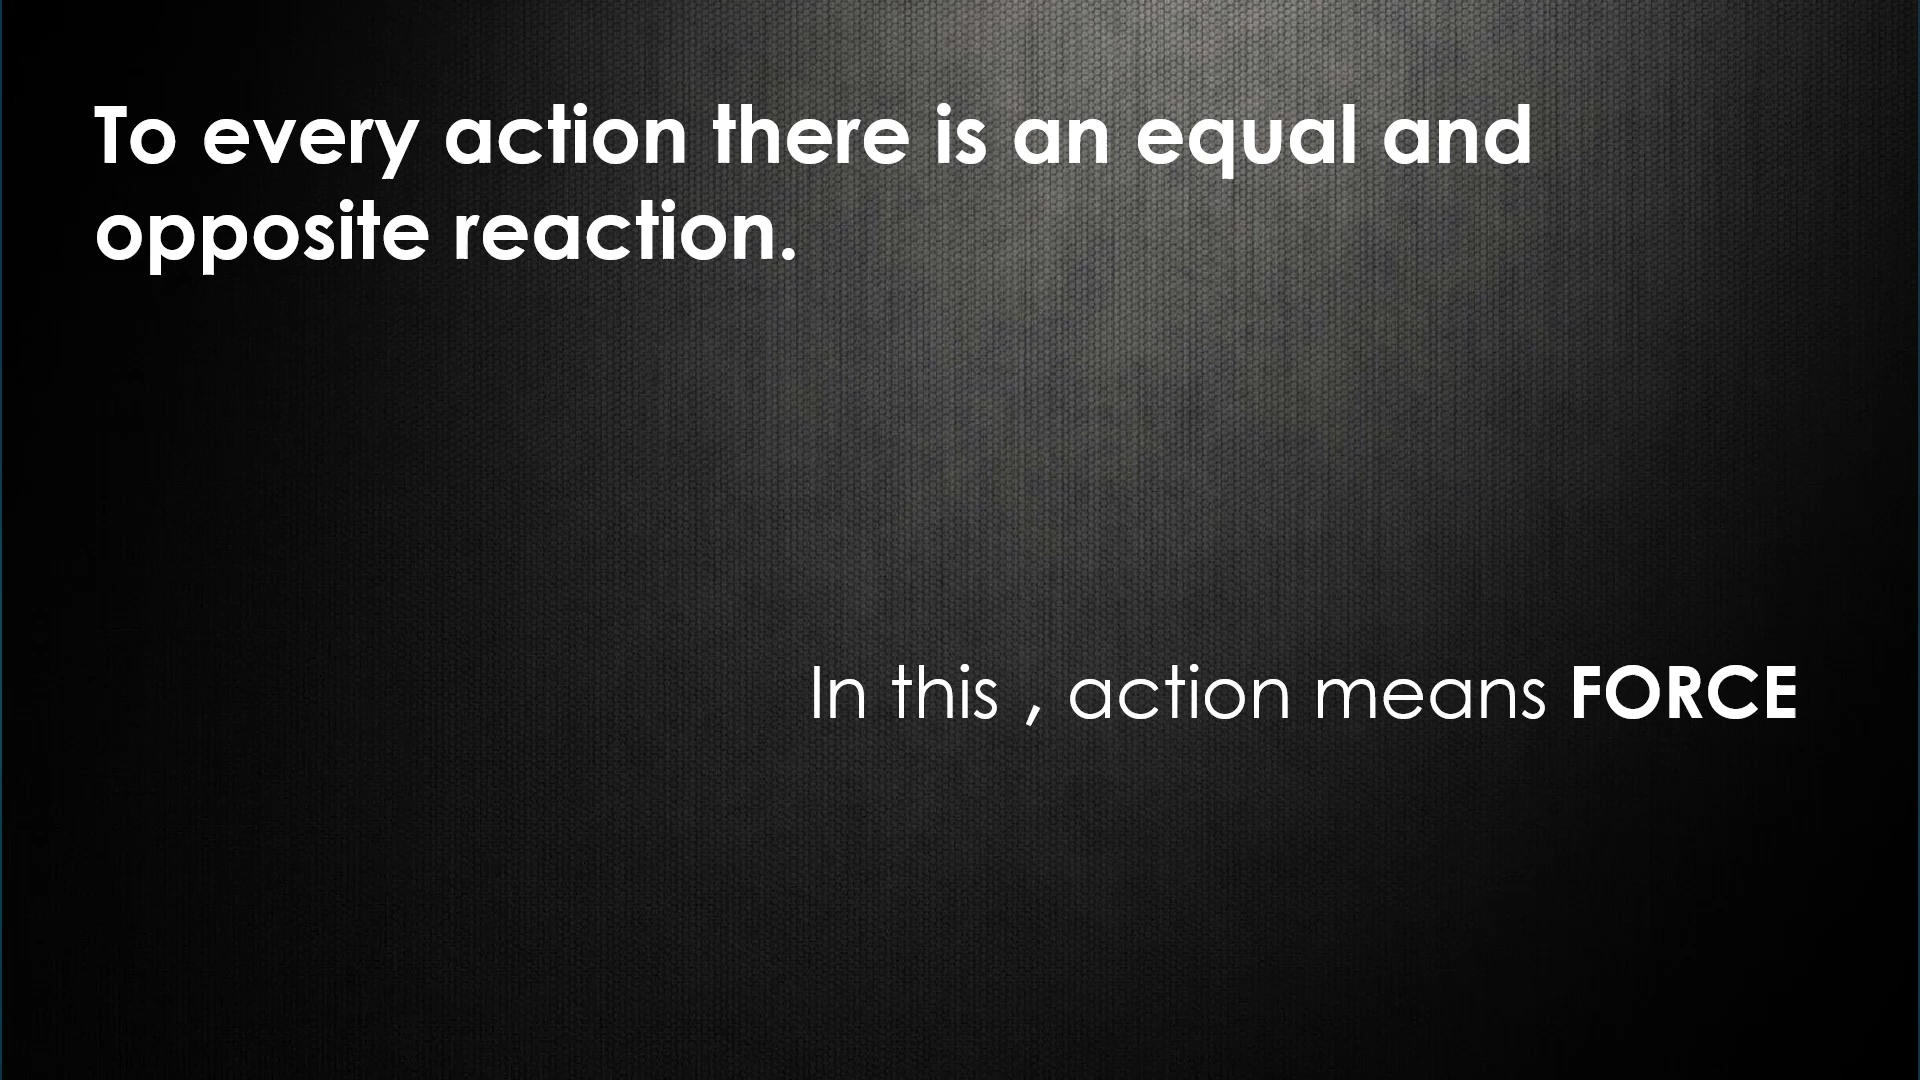 To every action there is an equal and
opposite reaction.
In this , action means FORCE